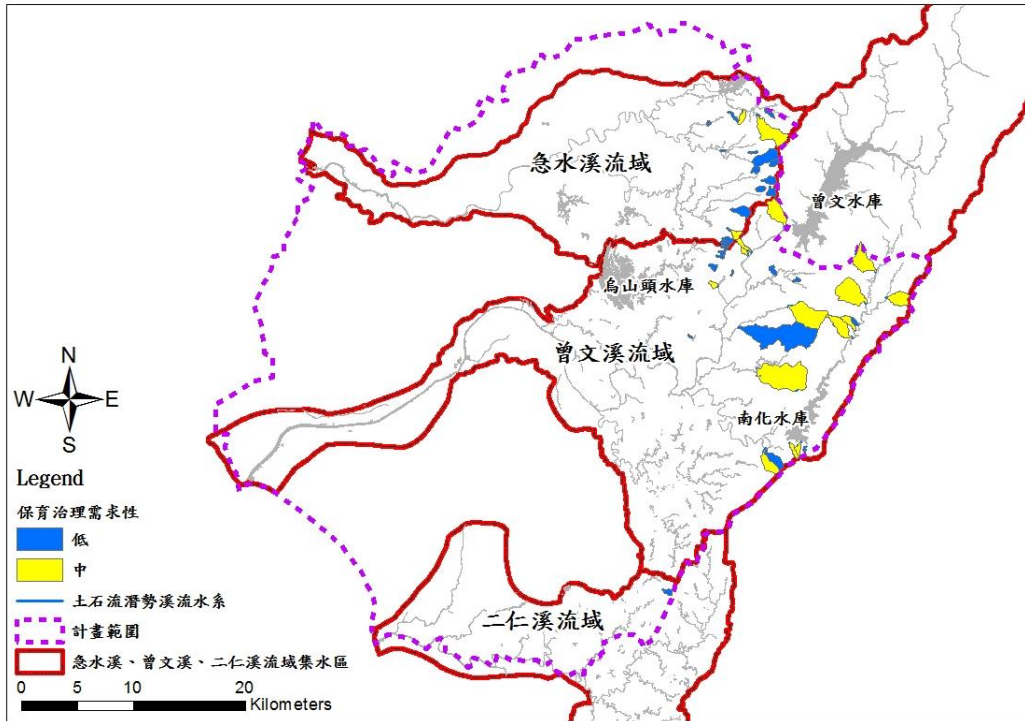 急水溪流域
曾文水庫
烏山頭水庫
曾文溪流域
南化水庫
二仁溪流域
N
W E
S
Legend
保育治理需求性
低
中
土石流潛勢溪流水系
計畫範圍
急水溪、曾文溪、二仁溪流域集水區
0 5 10 20
Kilometers